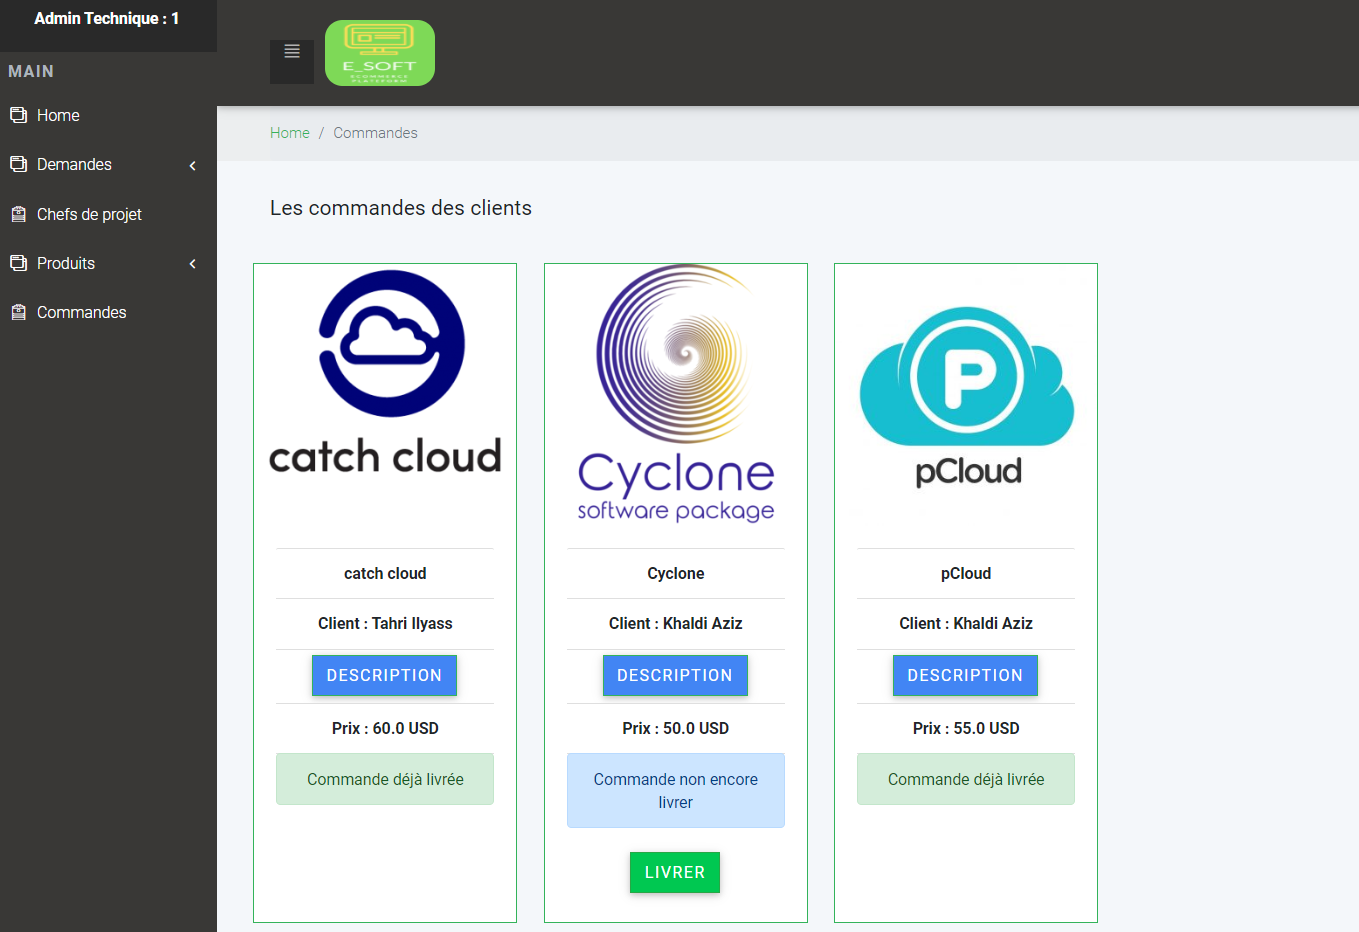 Admin Technique : 1
MAIN
Home
Demandes
Chefs de projet
Produits
Commandes
E_SOFT
ECOMMERCE
PLATEFORM
Home / Commandes
Les commandes des clients
catch cloud
catch cloud
Client : Tahri Ilyass
DESCRIPTION
Prix : 60.0 USD
Commande déjà livrée
Cyclone
software package
Cyclone
Client : Khaldi Aziz
DESCRIPTION
Prix : 50.0 USD
Commande non encore
livrer
LIVRER
P
pCloud
pCloud
Client : Khaldi Aziz
DESCRIPTION
Prix : 55.0 USD
Commande déjà livrée